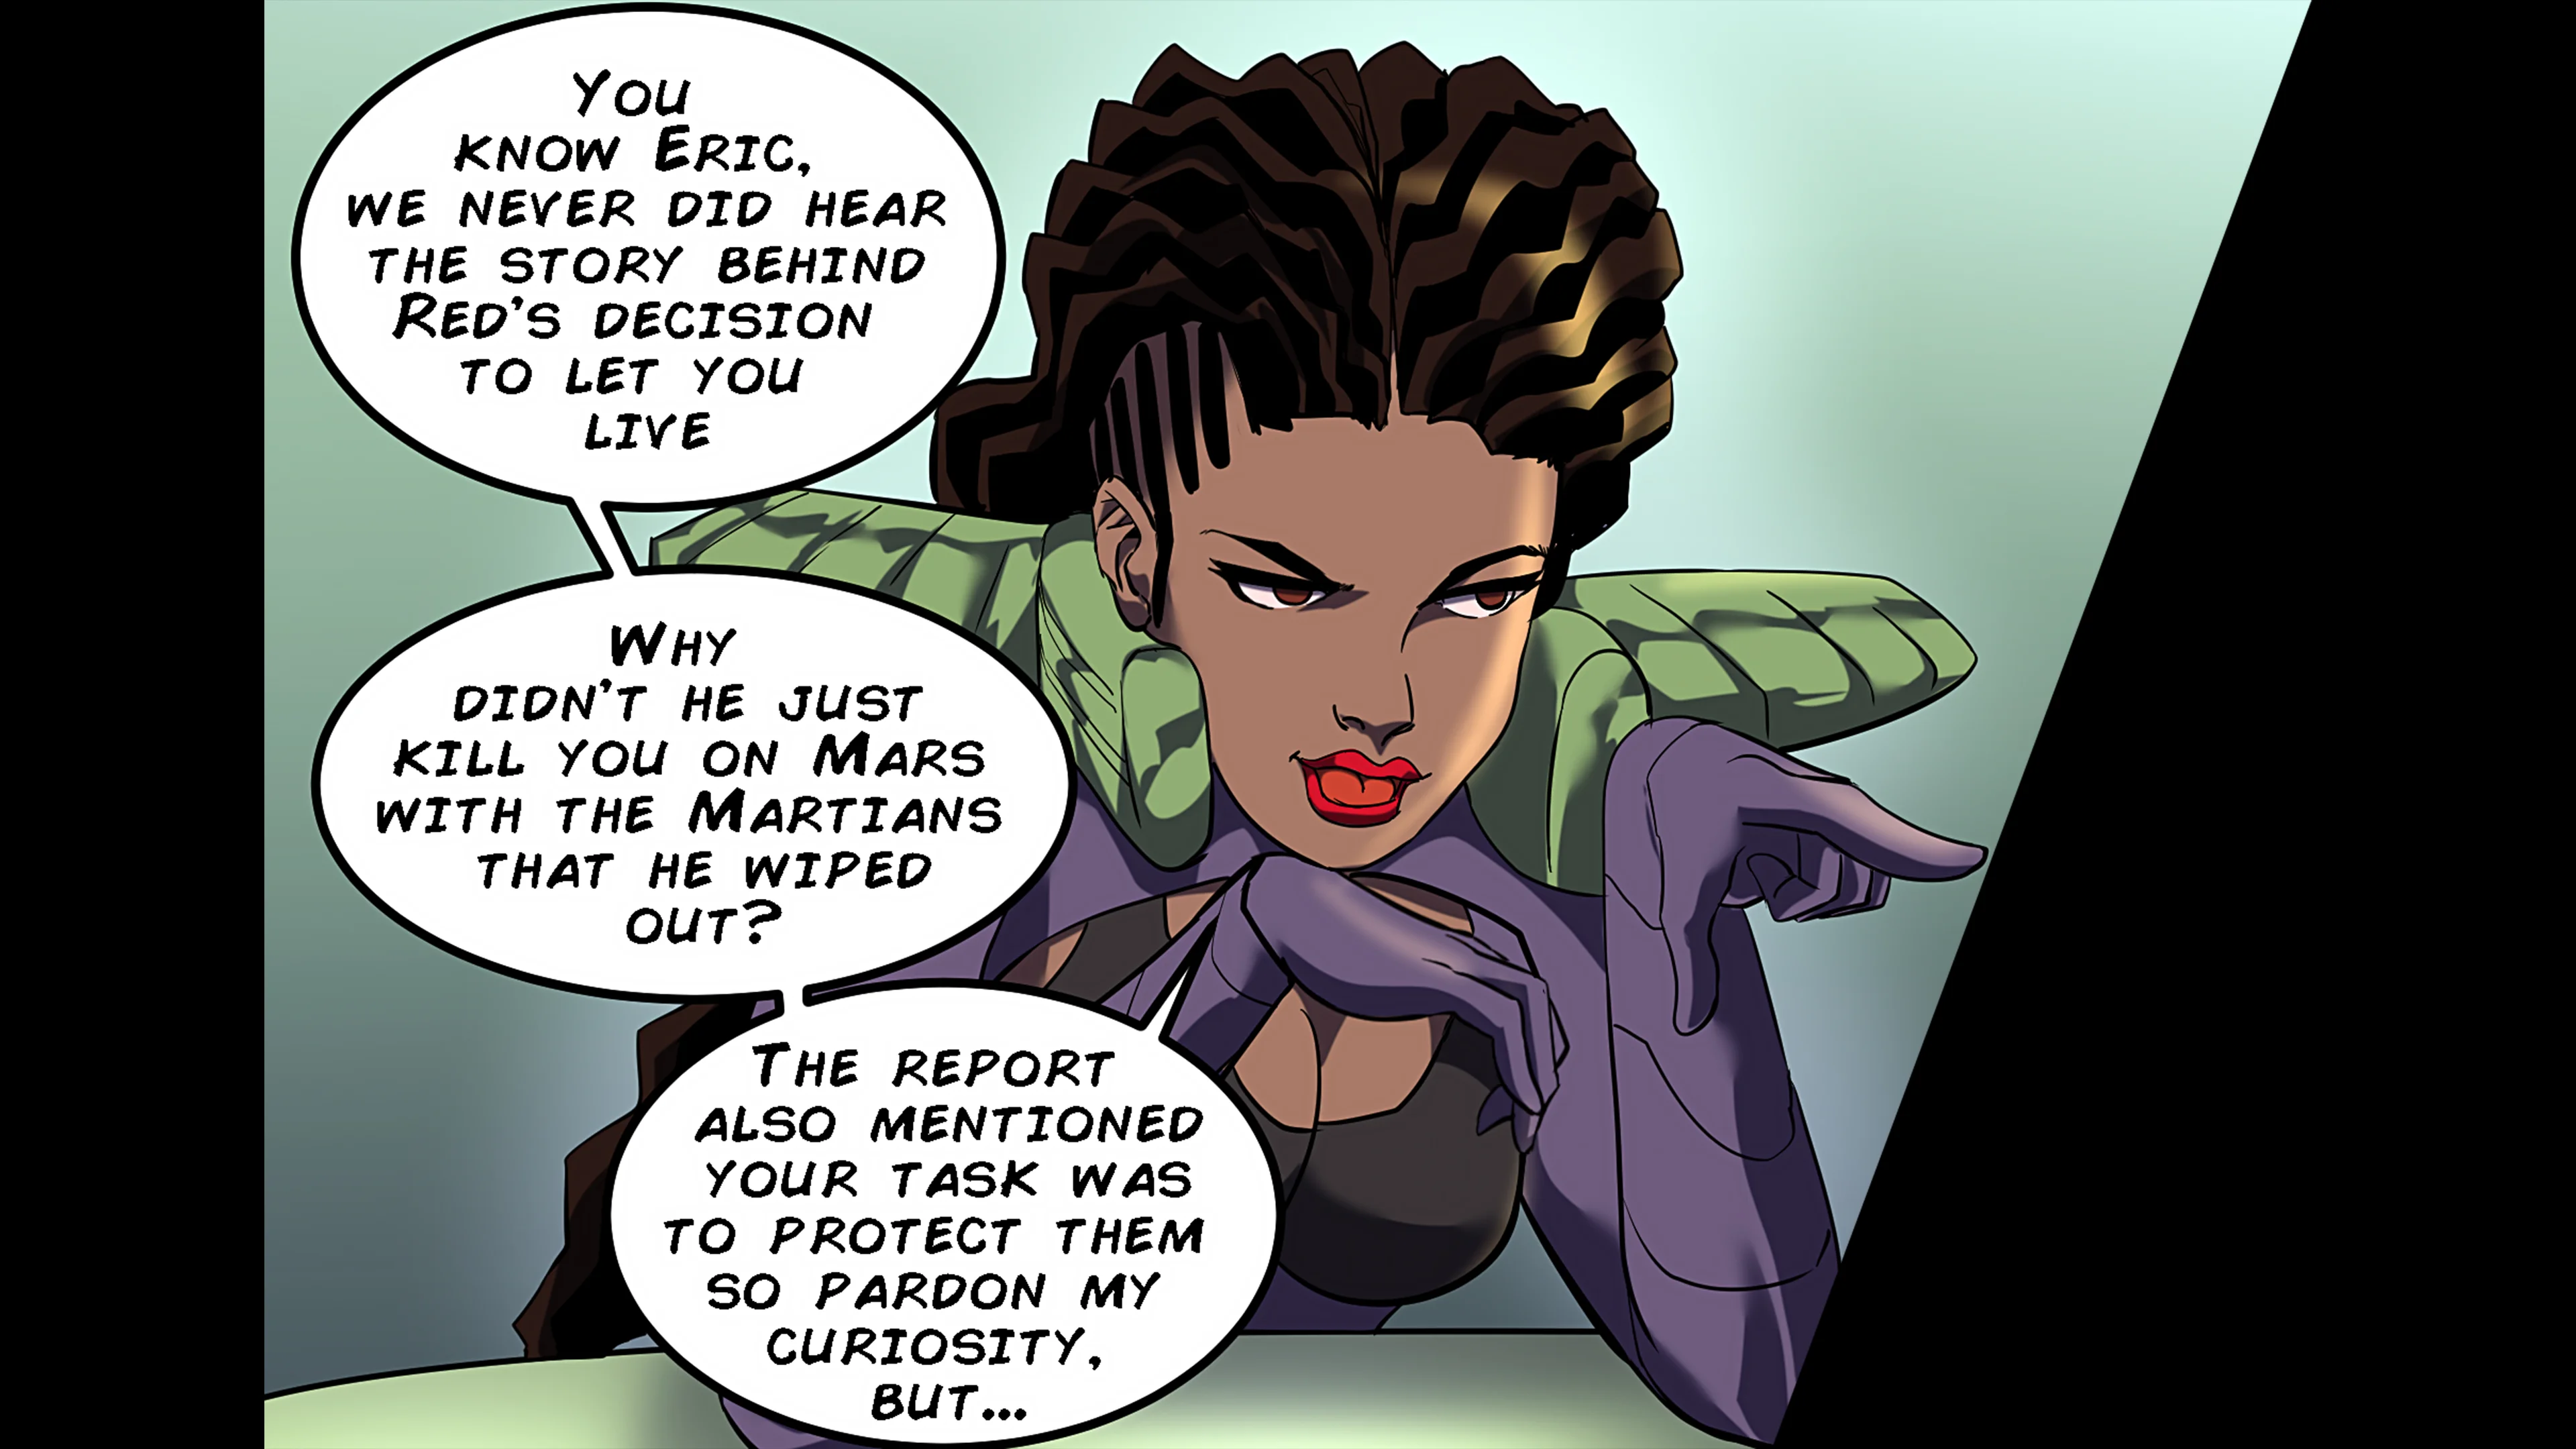 You
know Eric,
we never did hear
the story behind
Red's decision
to let you
live
Why
didn't he just
kill you on Mars
with the Martians
that he wiped
out?
The report
also mentioned
your task was
to protect them
so pardon my
curiosity,
but...